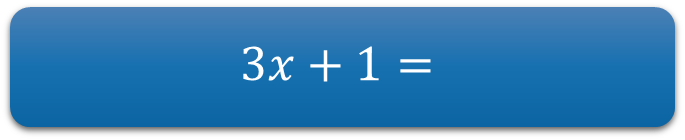 3x + 1 =